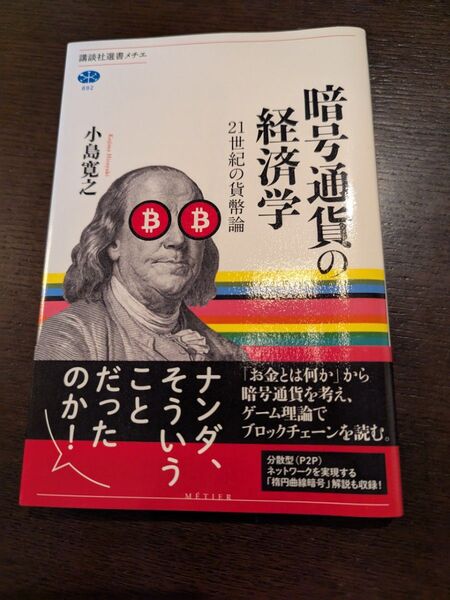 講談社選書メチエ
692
暗号通貨の
経済学
21世紀の貨幣論
小島寛之
Kojima Hiroyuki
ナンダ、
そういう
こと
だった
のか!
「お金とは何か」から
暗号通貨を考え、
ゲーム理論で
ブロックチェーンを読む。
分散型(P2P)
ネットワークを実現する
「楕円曲線暗号」解説も収録!
MÉTIER